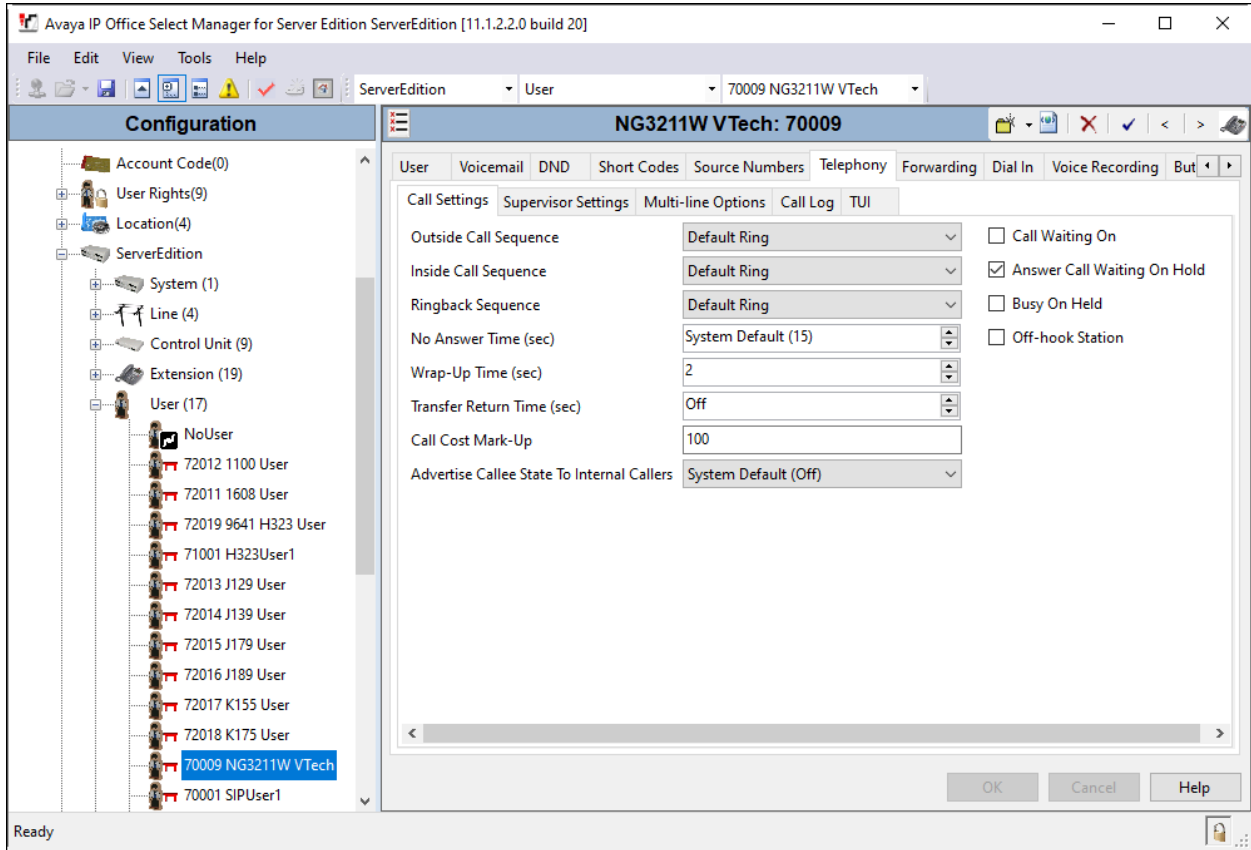 Avaya IP Office Select Manager for Server Edition ServerEdition [11.1.2.2.0 build 20]
File Edit View Tools Help
ServerEdition User 70009 NG3211W VTech
Configuration
Account Code(0)
User Rights(9)
Location(4)
ServerEdition
System (1)
Line (4)
Control Unit (9)
Extension (19)
User (17)
NoUser
72012 1100 User
72011 1608 User
72019 9641 H323 User
71001 H323User1
72013 J129 User
72014 J139 User
72015 J179 User
72016 J189 User
72017 K155 User
72018 K175 User
70009 NG3211W VTech
70001 SIPUser1
NG3211W VTech: 70009
User Voicemail DND Short Codes Source Numbers Telephony Forwarding Dial In Voice Recording But
Call Settings Supervisor Settings Multi-line Options Call Log TUI
Outside Call Sequence Default Ring Call Waiting On
Inside Call Sequence Default Ring Answer Call Waiting On Hold
Ringback Sequence Default Ring Busy On Held
No Answer Time (sec) System Default (15) Off-hook Station
Wrap-Up Time (sec) 2
Transfer Return Time (sec) Off
Call Cost Mark-Up 100
Advertise Callee State To Internal Callers System Default (Off)
OK Cancel Help
Ready